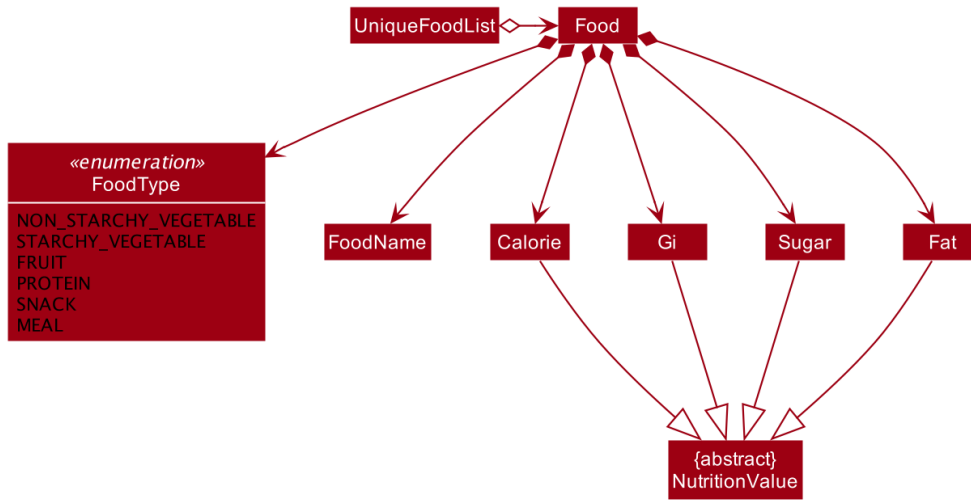 UniqueFoodList
Food
«enumeration»
FoodType
NON_STARCHY_VEGETABLE
STARCHY_VEGETABLE
FRUIT
PROTEIN
SNACK
MEAL
FoodName
Calorie
Gi
Sugar
Fat
{abstract}
NutritionValue